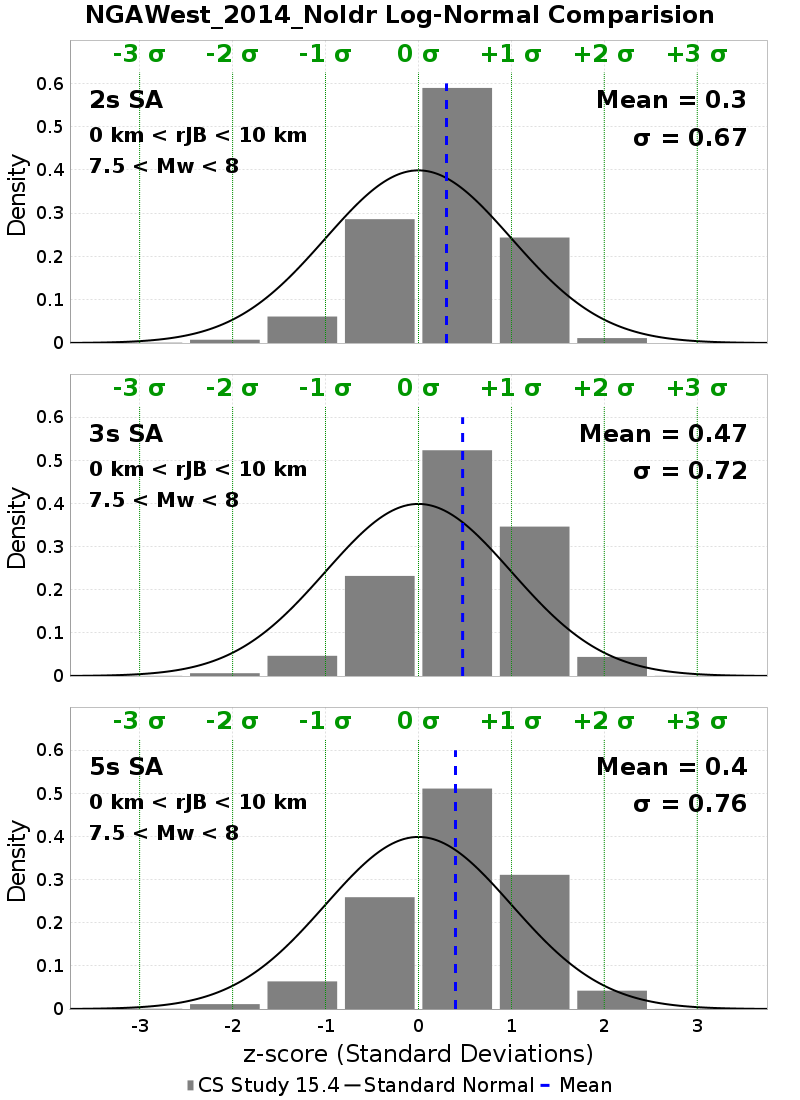 NGAWest_2014_NoIdr Log-Normal Comparision
-3 σ -2 σ -1 σ 0 σ +1 σ +2 σ +3 σ
2s SA
0 km < rJB < 10 km
7.5 < Mw < 8
Mean = 0.3
σ = 0.67
Density
0.6
0.5
0.4
0.3
0.2
0.1
0
-3 σ -2 σ -1 σ 0 σ +1 σ +2 σ +3 σ
3s SA
0 km < rJB < 10 km
7.5 < Mw < 8
Mean = 0.47
σ = 0.72
Density
0.6
0.5
0.4
0.3
0.2
0.1
0
-3 σ -2 σ -1 σ 0 σ +1 σ +2 σ +3 σ
5s SA
0 km < rJB < 10 km
7.5 < Mw < 8
Mean = 0.4
σ = 0.76
Density
0.6
0.5
0.4
0.3
0.2
0.1
0
-3 -2 -1 0 1 2 3
z-score (Standard Deviations)
CS Study 15.4 Standard Normal Mean